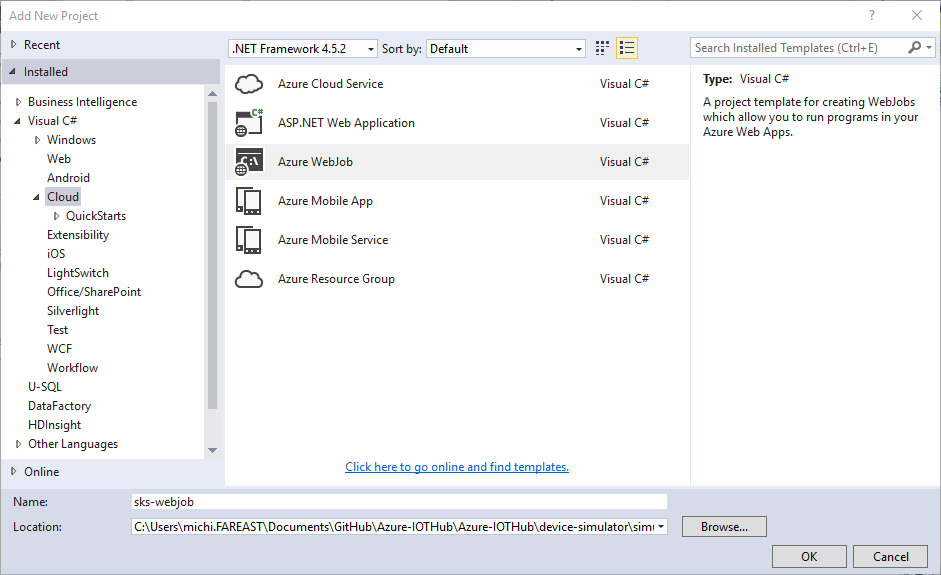 Add New Project
?
Recent
.NET Framework 4.5.2
Sort by:
Default
Search Installed Templates (Ctrl+E)
Installed
Business Intelligence
Visual C#
Windows
Web
Android
Cloud
QuickStarts
Extensibility
iOS
LightSwitch
Office/SharePoint
Silverlight
Test
WCF
Workflow
U-SQL
DataFactory
HDInsight
Other Languages
Online
Azure Cloud Service Visual C#
C#
ASP.NET Web Application Visual C#
C:\
Azure WebJob Visual C#
Azure Mobile App Visual C#
Azure Mobile Service Visual C#
Azure Resource Group Visual C#
Click here to go online and find templates.
Type: Visual C#
A project template for creating WebJobs
which allow you to run programs in your
Azure Web Apps.
Name: sks-webjob
Location: C:\Users\michi.FAREAST\Documents\GitHub\Azure-IOTHub\Azure-IOTHub\device-simulator\simu
Browse...
OK
Cancel